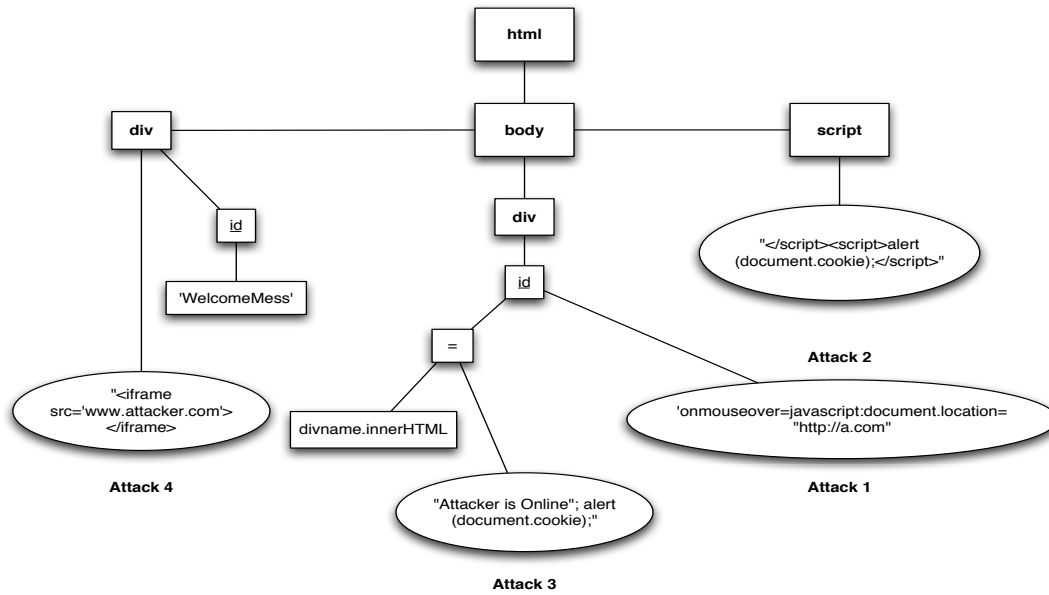 html
div
body
script
div
id
"</script><script>alert
(document.cookie);</script>"
id
'WelcomeMess'
=
Attack 2
"<iframe
src='www.attacker.com'>
</iframe>
divname.innerHTML
'onmouseover=javascript:document.location=
"http://a.com"
Attack 4
Attack 1
"Attacker is Online"; alert
(document.cookie);"
Attack 3